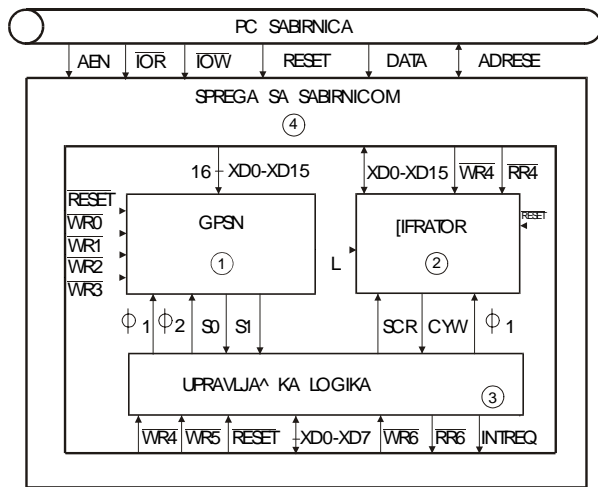 PC SABIRNICA
AEN IOR IOW RESET DATA ADRESE
SPREGA SA SABIRNICOM
4
16 XD0-XD15 XD0-XD15 WR4 RR4
RESET
WR0
WR1
WR2
WR3
GPSN
1
L
[IFRATOR
2
RESET
ϕ1 ϕ2 S0 S1 SCR CYW ϕ1
UPRAVLJA^ KA LOGIKA
3
WR4 WR5 RESET XD0-XD7 WR6 RR6 INTREQ